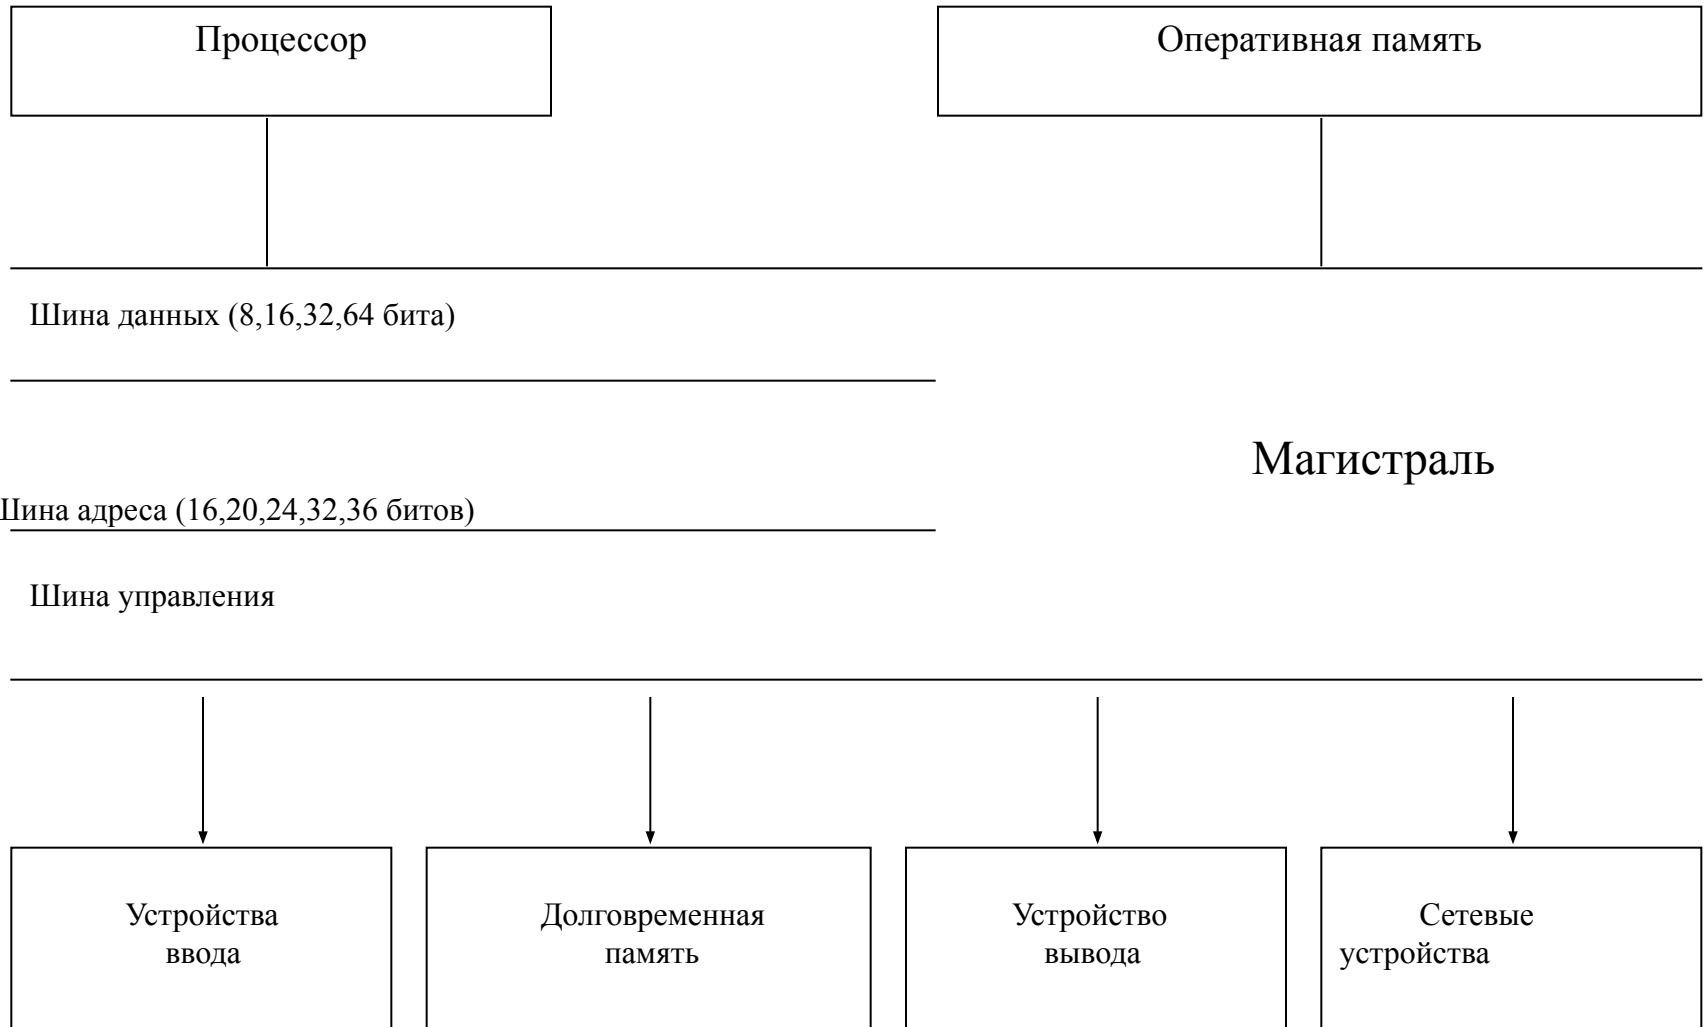 Процессор
Оперативная память
Шина данных (8,16,32,64 бита)
Магистраль
Шина адреса (16,20,24,32,36 битов)
Шина управления
Устройства
ввода
Долговременная
память
Устройство
вывода
Сетевые
устройства